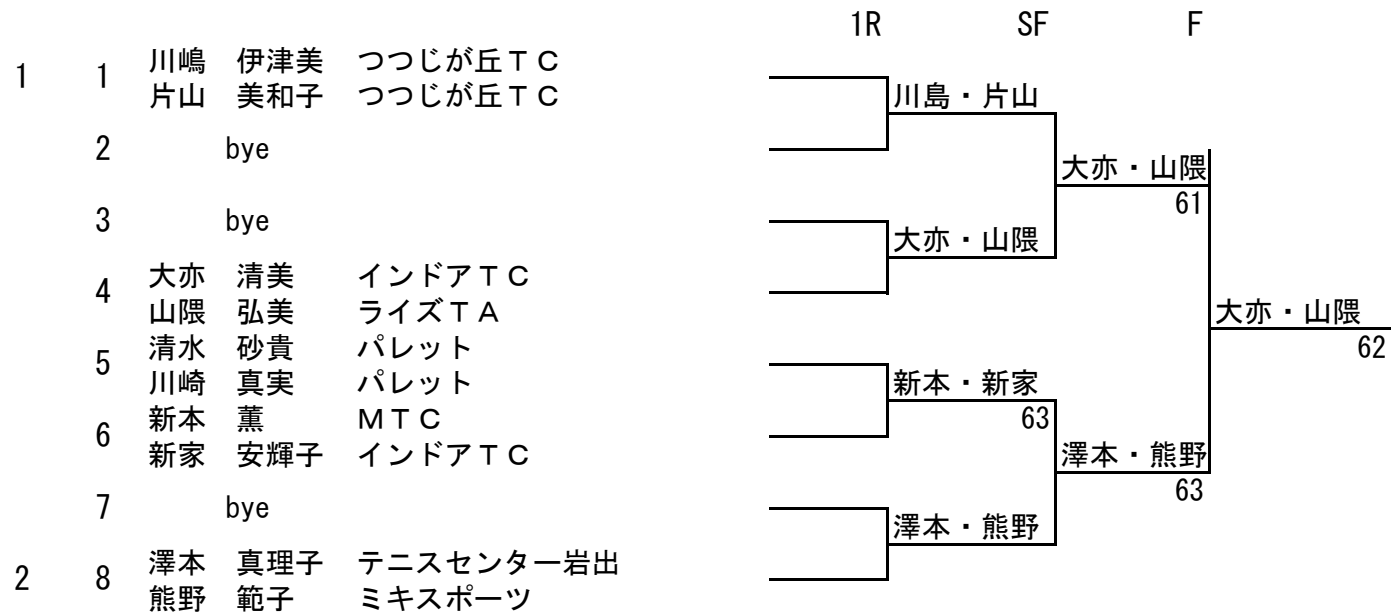 1R SF F
1 1 川嶋 伊津美 つつじが丘ＴＣ
片山 美和子 つつじが丘ＴＣ
川島・片山
2 bye
大亦・山隈
61
3 bye
大亦・山隈
4 大亦 清美 インドアＴＣ
山隈 弘美 ライズＴＡ
大亦・山隈
62
5 清水 砂貴 パレット
川崎 真実 パレット
新本・新家
63
6 新本 薫 ＭＴＣ
新家 安輝子 インドアＴＣ
澤本・熊野
63
7 bye
澤本・熊野
2 8 澤本 真理子 テニスセンター岩出
熊野 範子 ミキスポーツ